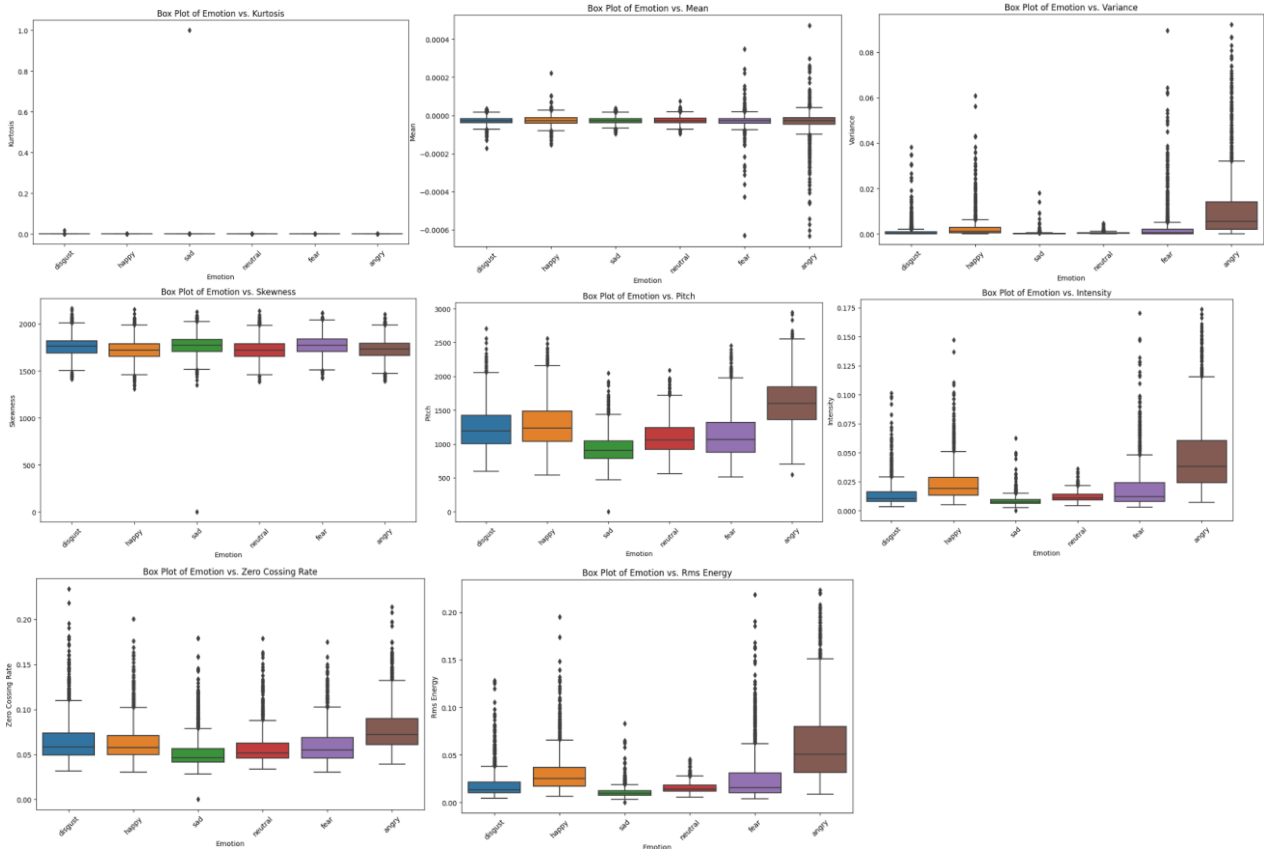 Box Plot of Emotion vs. Kurtosis
1.0
0.8
0.6
0.4
0.2
0.0
Kurtosis
disgust
happy
sad
neutral
fear
angry
Emotion
Box Plot of Emotion vs. Mean
0.0004
0.0002
0.0000
−0.0002
−0.0004
−0.0006
Mean
disgust
happy
sad
neutral
fear
angry
Emotion
Box Plot of Emotion vs. Variance
0.08
0.06
0.04
0.02
0.00
Variance
disgust
happy
sad
neutral
fear
angry
Emotion
Box Plot of Emotion vs. Skewness
2000
1500
1000
500
0
Skewness
disgust
happy
sad
neutral
fear
angry
Emotion
Box Plot of Emotion vs. Pitch
3000
2500
2000
1500
1000
500
0
Pitch
disgust
happy
sad
neutral
fear
angry
Emotion
Box Plot of Emotion vs. Intensity
0.175
0.150
0.125
0.100
0.075
0.050
0.025
0.000
Intensity
disgust
happy
sad
neutral
fear
angry
Emotion
Box Plot of Emotion vs. Zero Cossing Rate
0.20
0.15
0.10
0.05
0.00
Zero Cossing Rate
disgust
happy
sad
neutral
fear
angry
Emotion
Box Plot of Emotion vs. Rms Energy
0.20
0.15
0.10
0.05
0.00
Rms Energy
disgust
happy
sad
neutral
fear
angry
Emotion